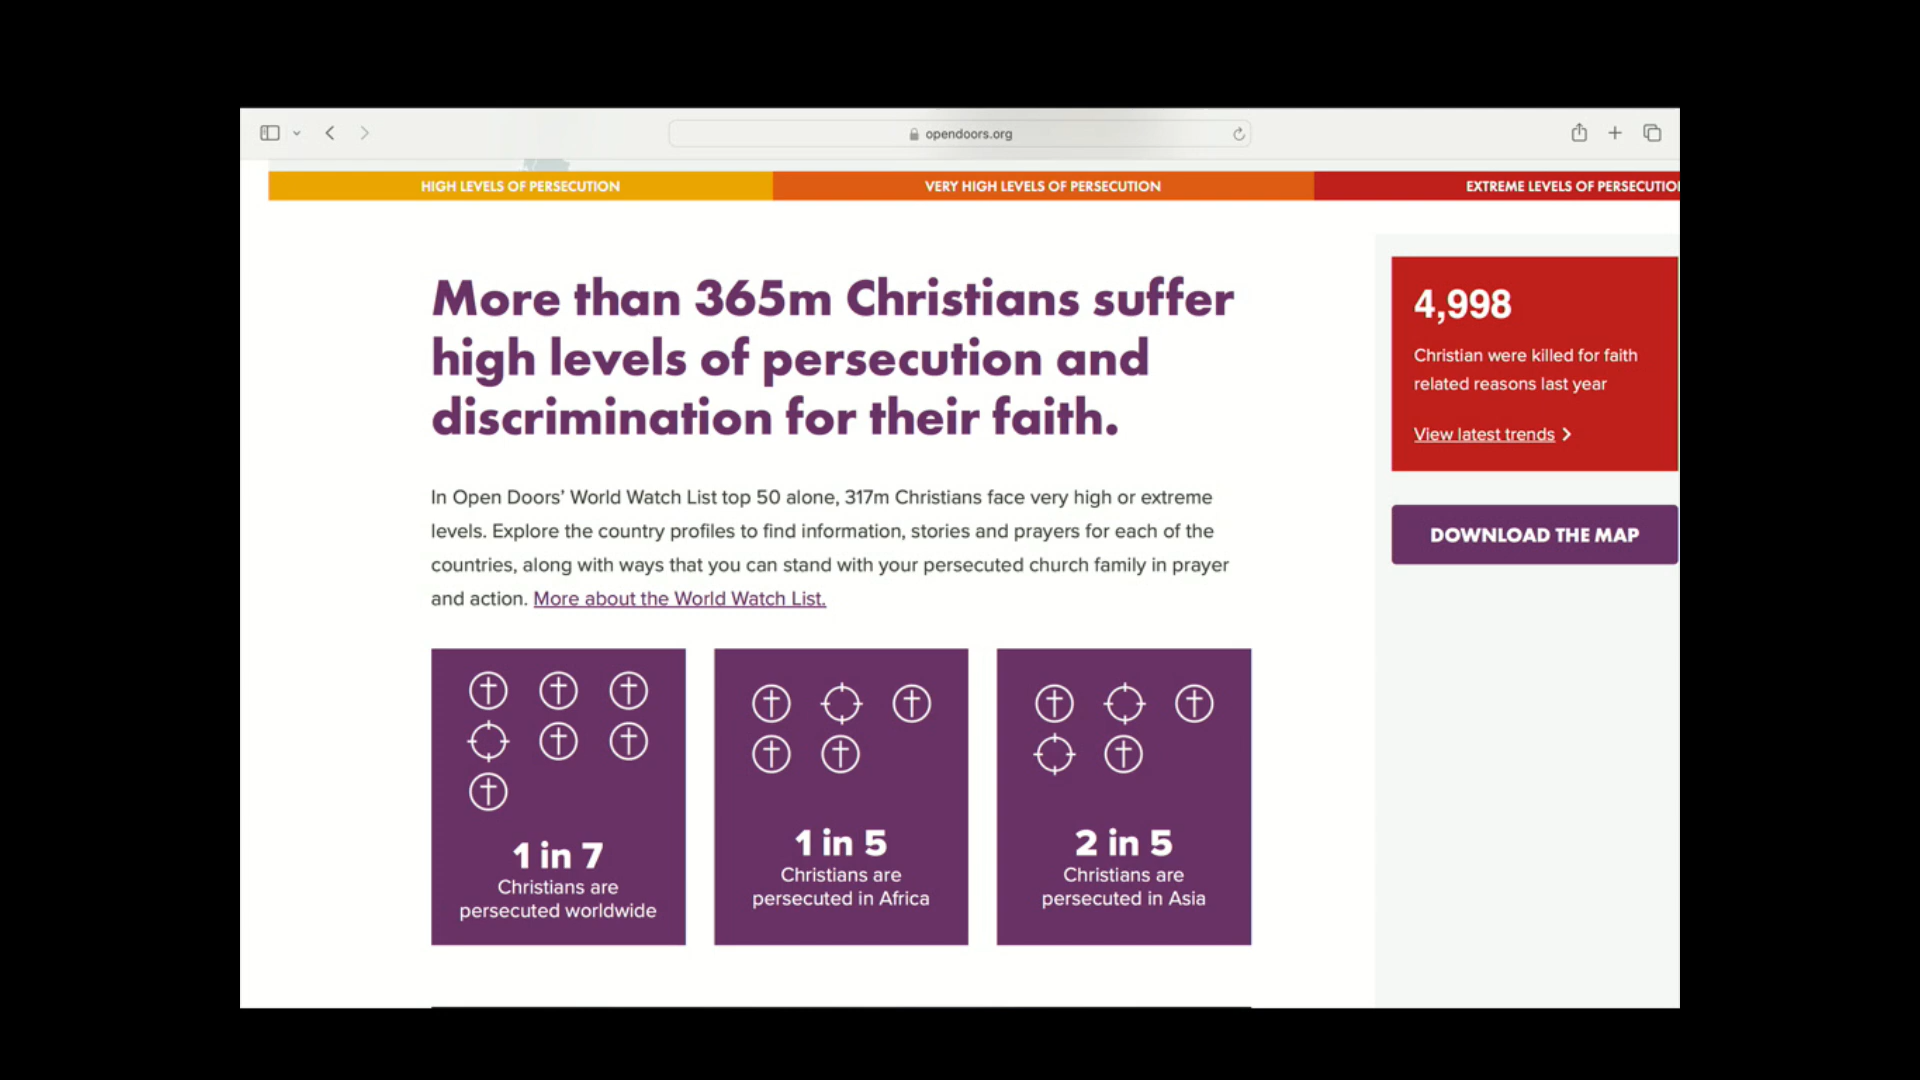 opendoors.org
HIGH LEVELS OF PERSECUTION
VERY HIGH LEVELS OF PERSECUTION
EXTREME LEVELS OF PERSECUTIO
More than 365m Christians suffer
high levels of persecution and
discrimination for their faith.
In Open Doors’ World Watch List top 50 alone, 317m Christians face very high or extreme
levels. Explore the country profiles to find information, stories and prayers for each of the
countries, along with ways that you can stand with your persecuted church family in prayer
and action. More about the World Watch List.
1 in 7
Christians are
persecuted worldwide
1 in 5
Christians are
persecuted in Africa
2 in 5
Christians are
persecuted in Asia
4,998
Christian were killed for faith
related reasons last year
View latest trends
DOWNLOAD THE MAP